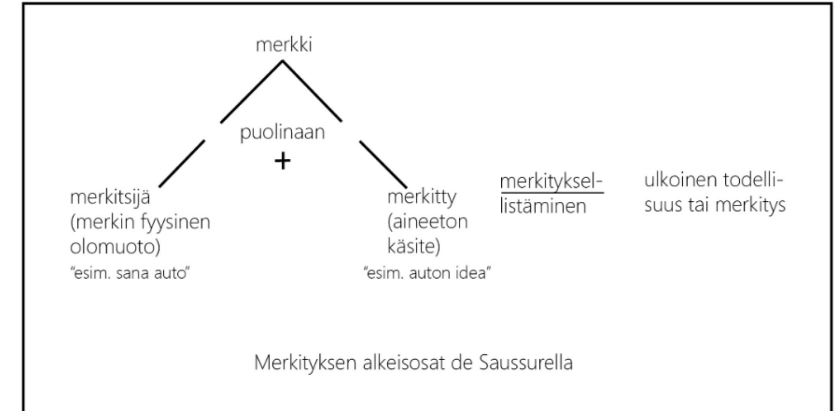 merkki
puolinaan
+
merkitsijä
(merkin fyysinen
olomuoto)
"esim. sana auto"
merkitty
(aineeton
käsite)
"esim. auton idea"
merkityksel-
listäminen
ulkoinen todelli-
suus tai merkitys
Merkityksen alkeisosat de Saussurella